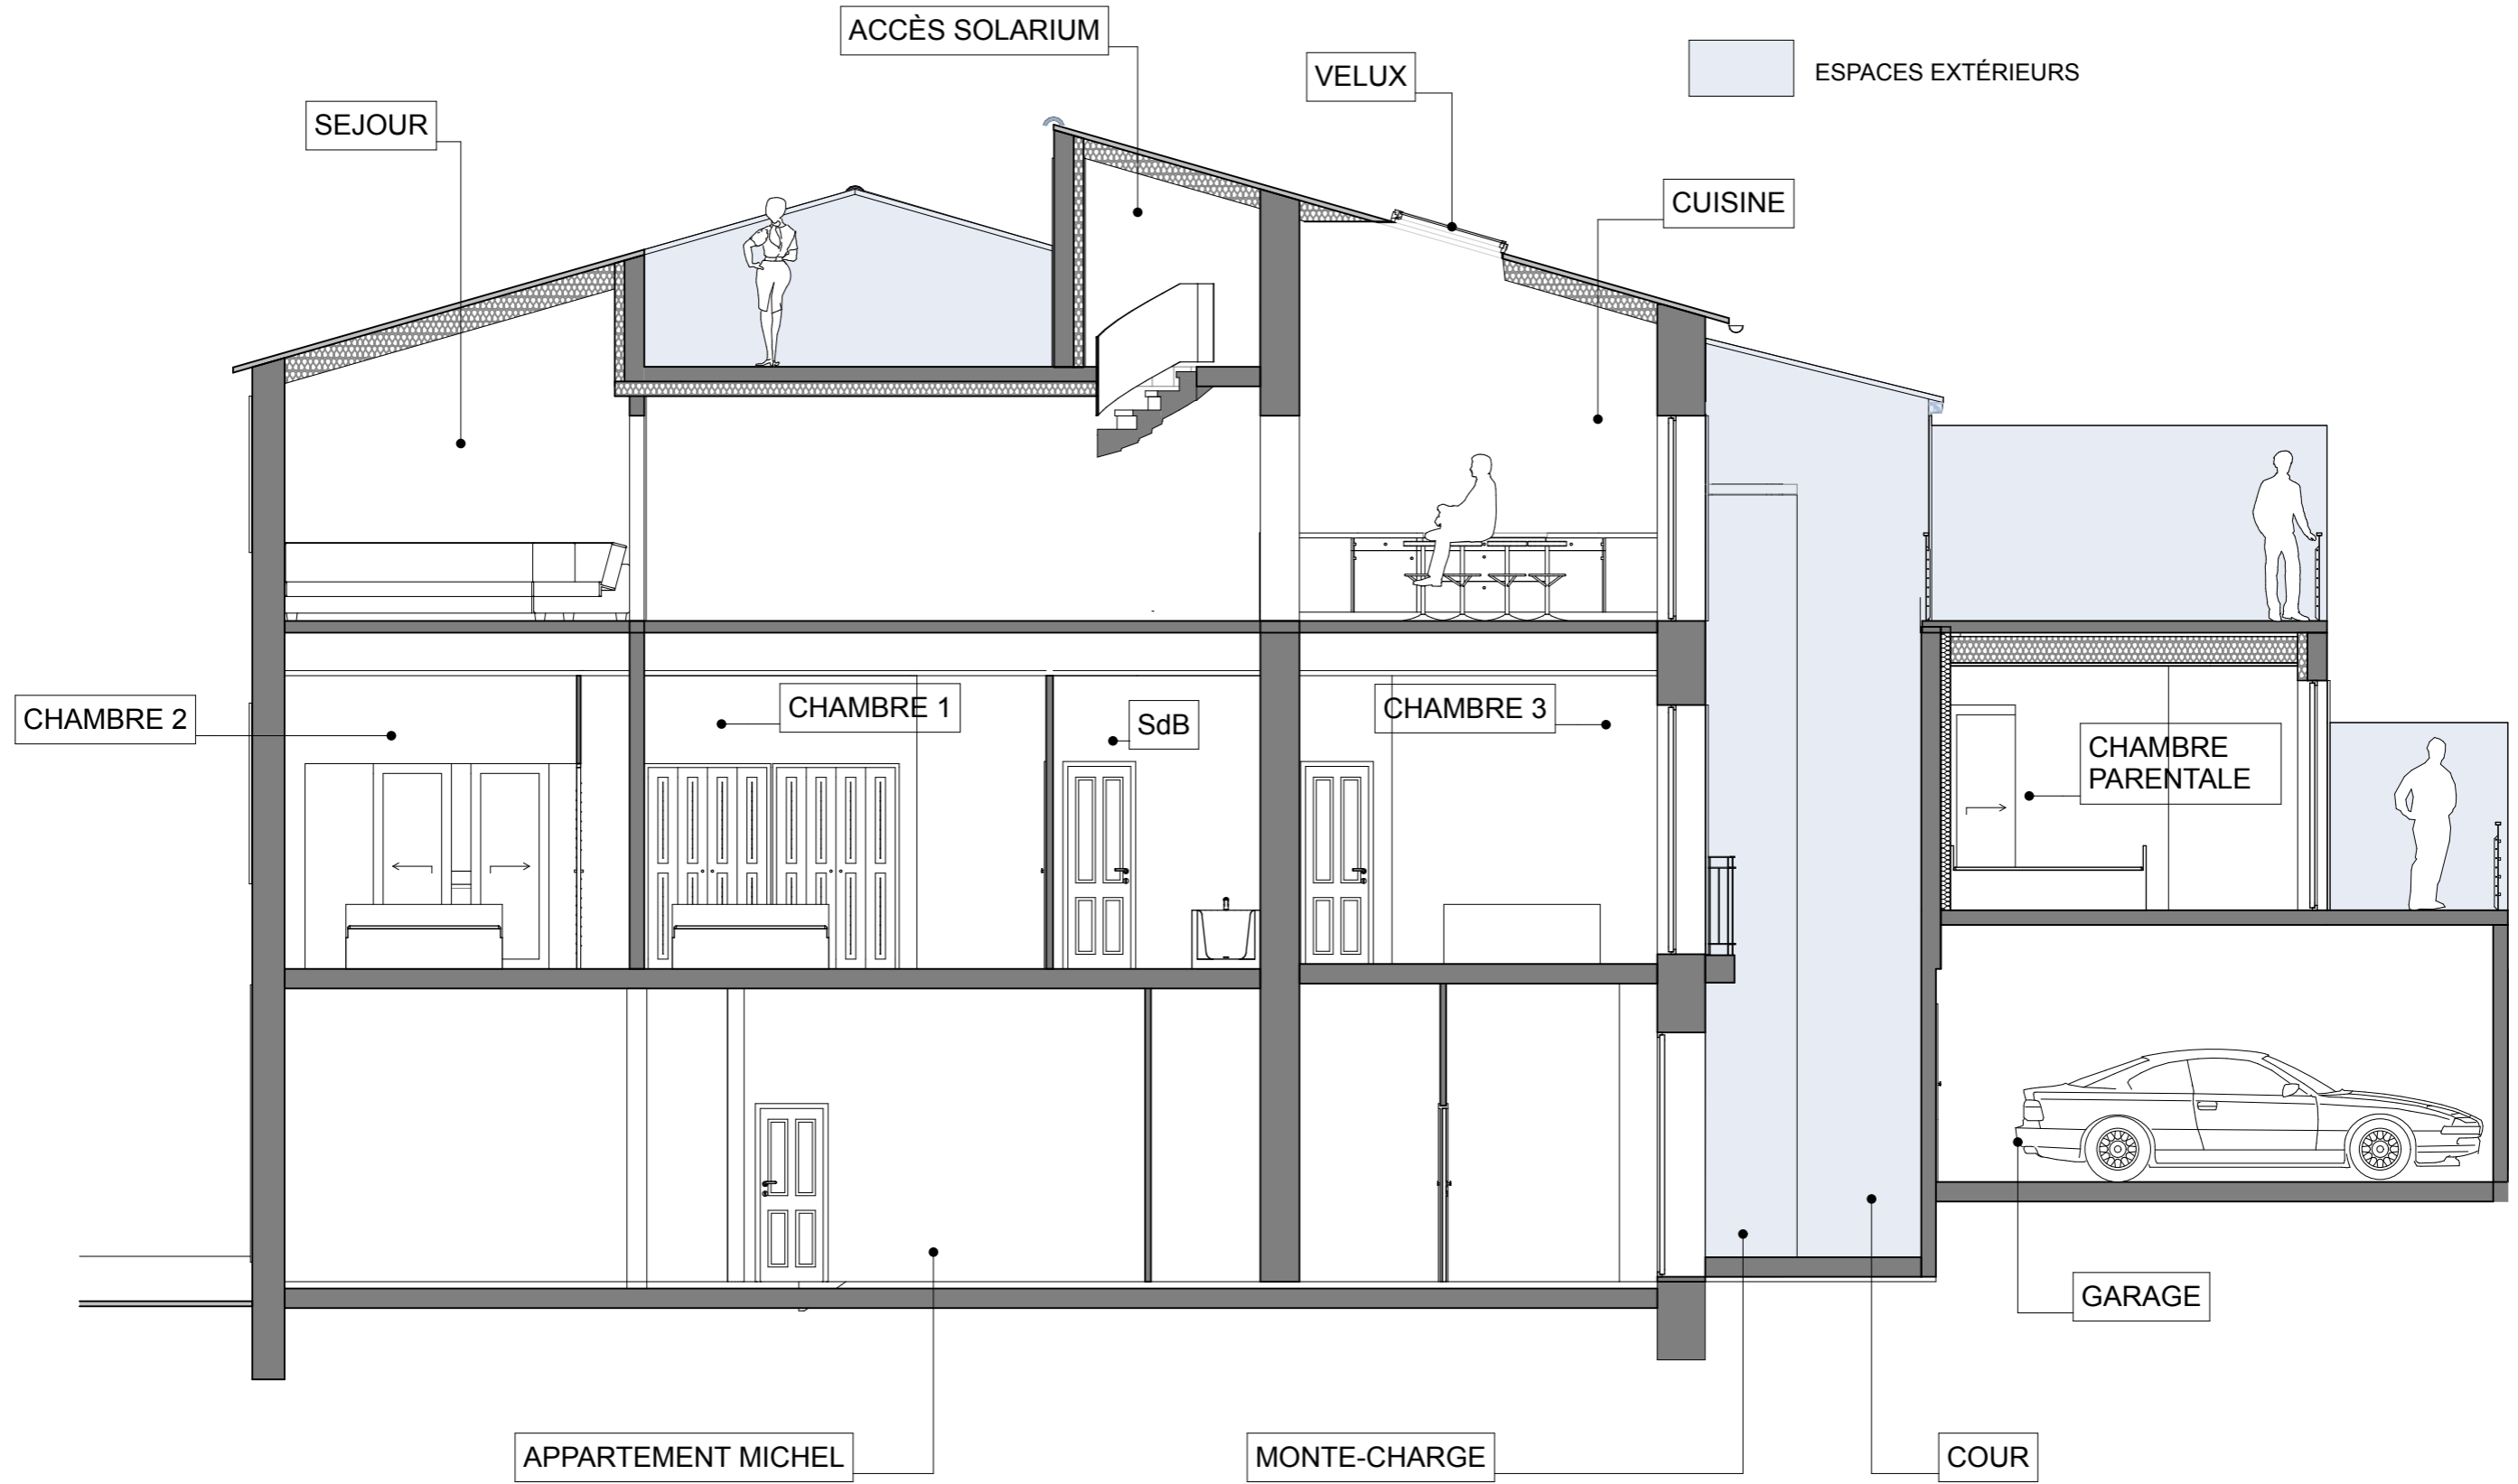 ACCÈS SOLARIUM
VELUX
ESPACES EXTÉRIEURS
SEJOUR
CUISINE
CHAMBRE 2
CHAMBRE 1
SdB
CHAMBRE 3
CHAMBRE
PARENTALE
GARAGE
APPARTEMENT MICHEL
MONTE-CHARGE
COUR